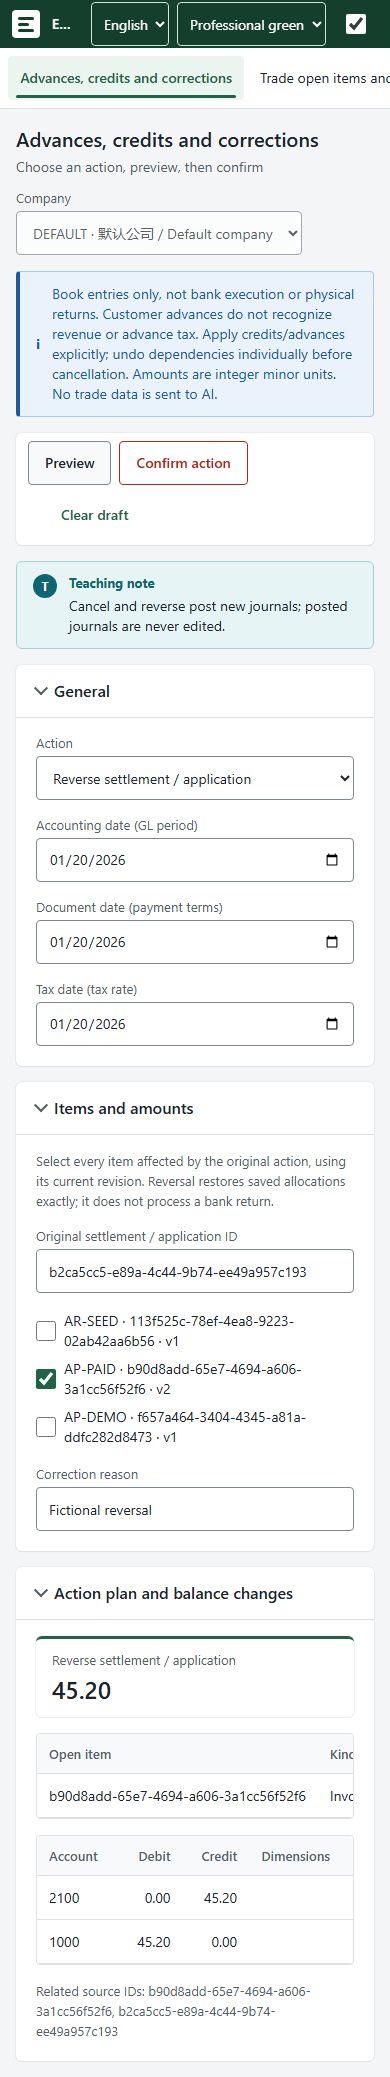 E...
English
Professional green
Advances, credits and corrections
Trade open items and
Advances, credits and corrections
Choose an action, preview, then confirm
Company
DEFAULT · 默认公司 / Default company
i
Book entries only, not bank execution or physical
returns. Customer advances do not recognize
revenue or advance tax. Apply credits/advances
explicitly; undo dependencies individually before
cancellation. Amounts are integer minor units.
No trade data is sent to AI.
Preview
Confirm action
Clear draft
T
Teaching note
Cancel and reverse post new journals; posted
journals are never edited.
General
Action
Reverse settlement / application
Accounting date (GL period)
01/20/2026
Document date (payment terms)
01/20/2026
Tax date (tax rate)
01/20/2026
Items and amounts
Select every item affected by the original action, using
its current revision. Reversal restores saved allocations
exactly; it does not process a bank return.
Original settlement / application ID
b2ca5cc5-e89a-4c44-9b74-ee49a957c193
AR-SEED · 113f525c-78ef-4ea8-9223-
02ab42aa6b56 · v1
AP-PAID · b90d8add-65e7-4694-a606-
3a1cc56f52f6 · v2
AP-DEMO · f657a464-3404-4345-a81a-
ddfc282d8473 · v1
Correction reason
Fictional reversal
Action plan and balance changes
Reverse settlement / application
45.20
Open item Kind
b90d8add-65e7-4694-a606-3a1cc56f52f6 Invo
Account Debit Credit Dimensions
2100 0.00 45.20
1000 45.20 0.00
Related source IDs: b90d8add-65e7-4694-a606-
3a1cc56f52f6, b2ca5cc5-e89a-4c44-9b74-
ee49a957c193